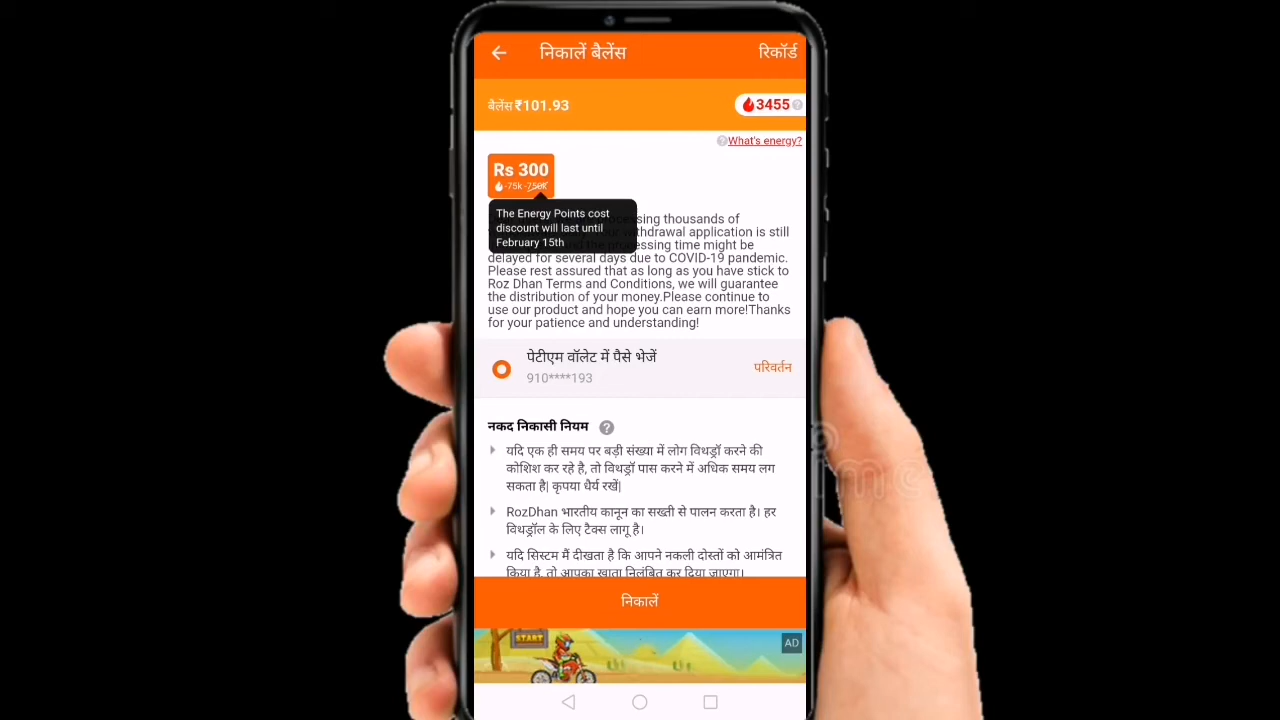 निकालें बैलेंस रिकॉर्ड
बैलेंस ₹101.93 3455
What's energy?
Rs 300
-75k -750K
The Energy Points cost
discount will last until
February 15th
sing thousands of
withdrawal application is still
processing time might be
delayed for several days due to COVID-19 pandemic.
Please rest assured that as long as you have stick to
Roz Dhan Terms and Conditions, we will guarantee
the distribution of your money.Please continue to
use our product and hope you can earn more!Thanks
for your patience and understanding!
पेटीएम वॉलेट में पैसे भेजें
910****193 परिवर्तन
नकद निकासी नियम ?
यदि एक ही समय पर बड़ी संख्या में लोग विथड्रॉ करने की
कोशिश कर रहे है, तो विथड्रॉ पास करने में अधिक समय लग
सकता है| कृपया धैर्य रखें|
RozDhan भारतीय कानून का सख्ती से पालन करता है। हर
विथड्रॉल के लिए टैक्स लागू है।
यदि सिस्टम मैं दीखता है कि आपने नकली दोस्तों को आमंत्रित
किया है, तो आपका खाता निलंबित कर दिया जाएगा।
निकालें
START
AD